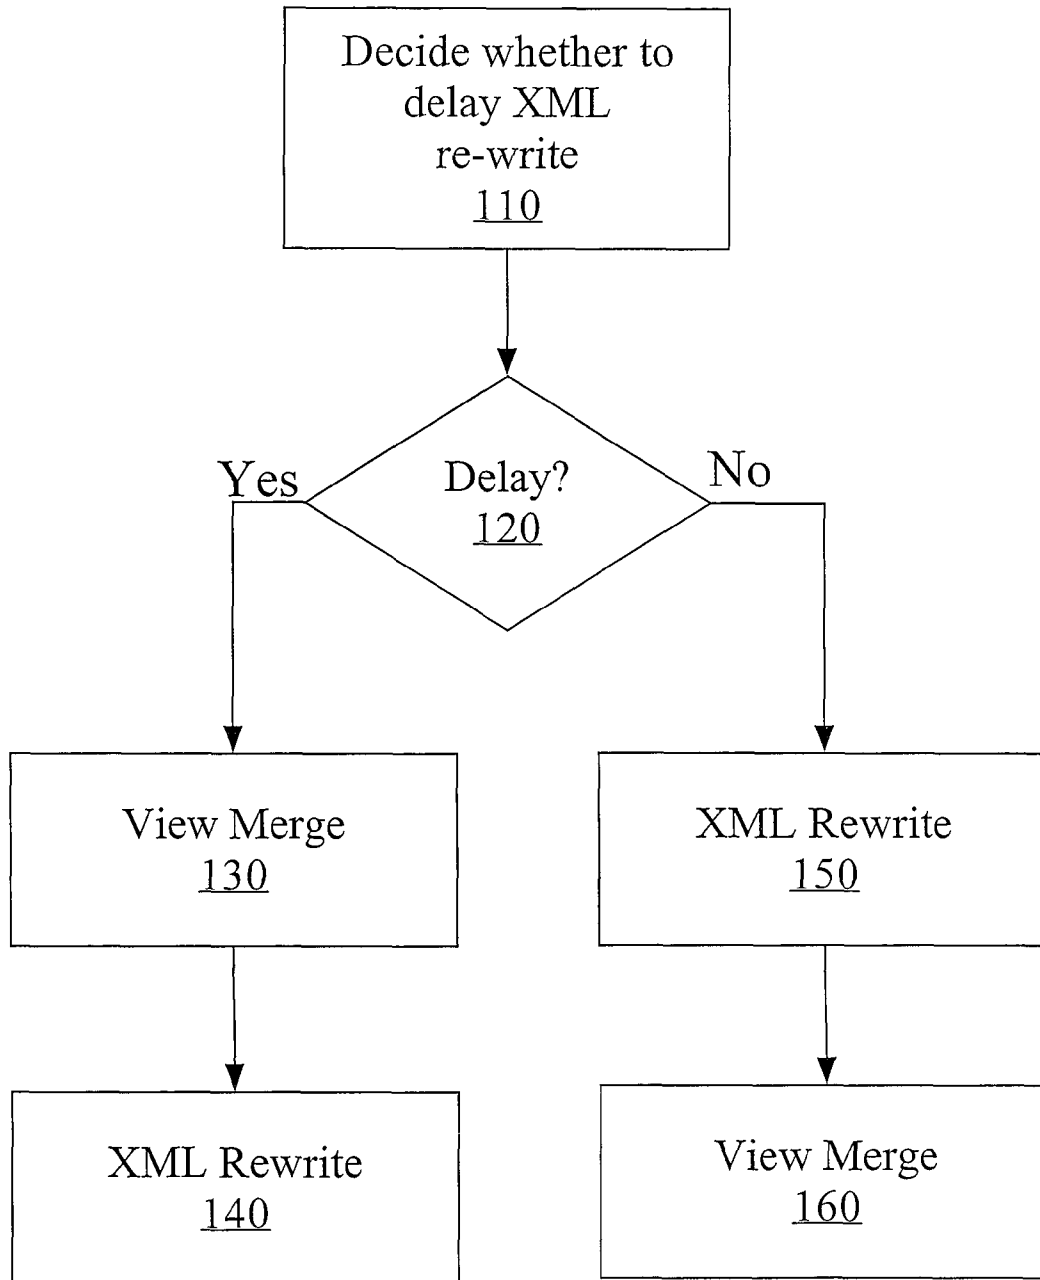 Decide whether to
delay XML
re-write
110
Yes
Delay?
120
No
View Merge
130
XML Rewrite
150
XML Rewrite
140
View Merge
160